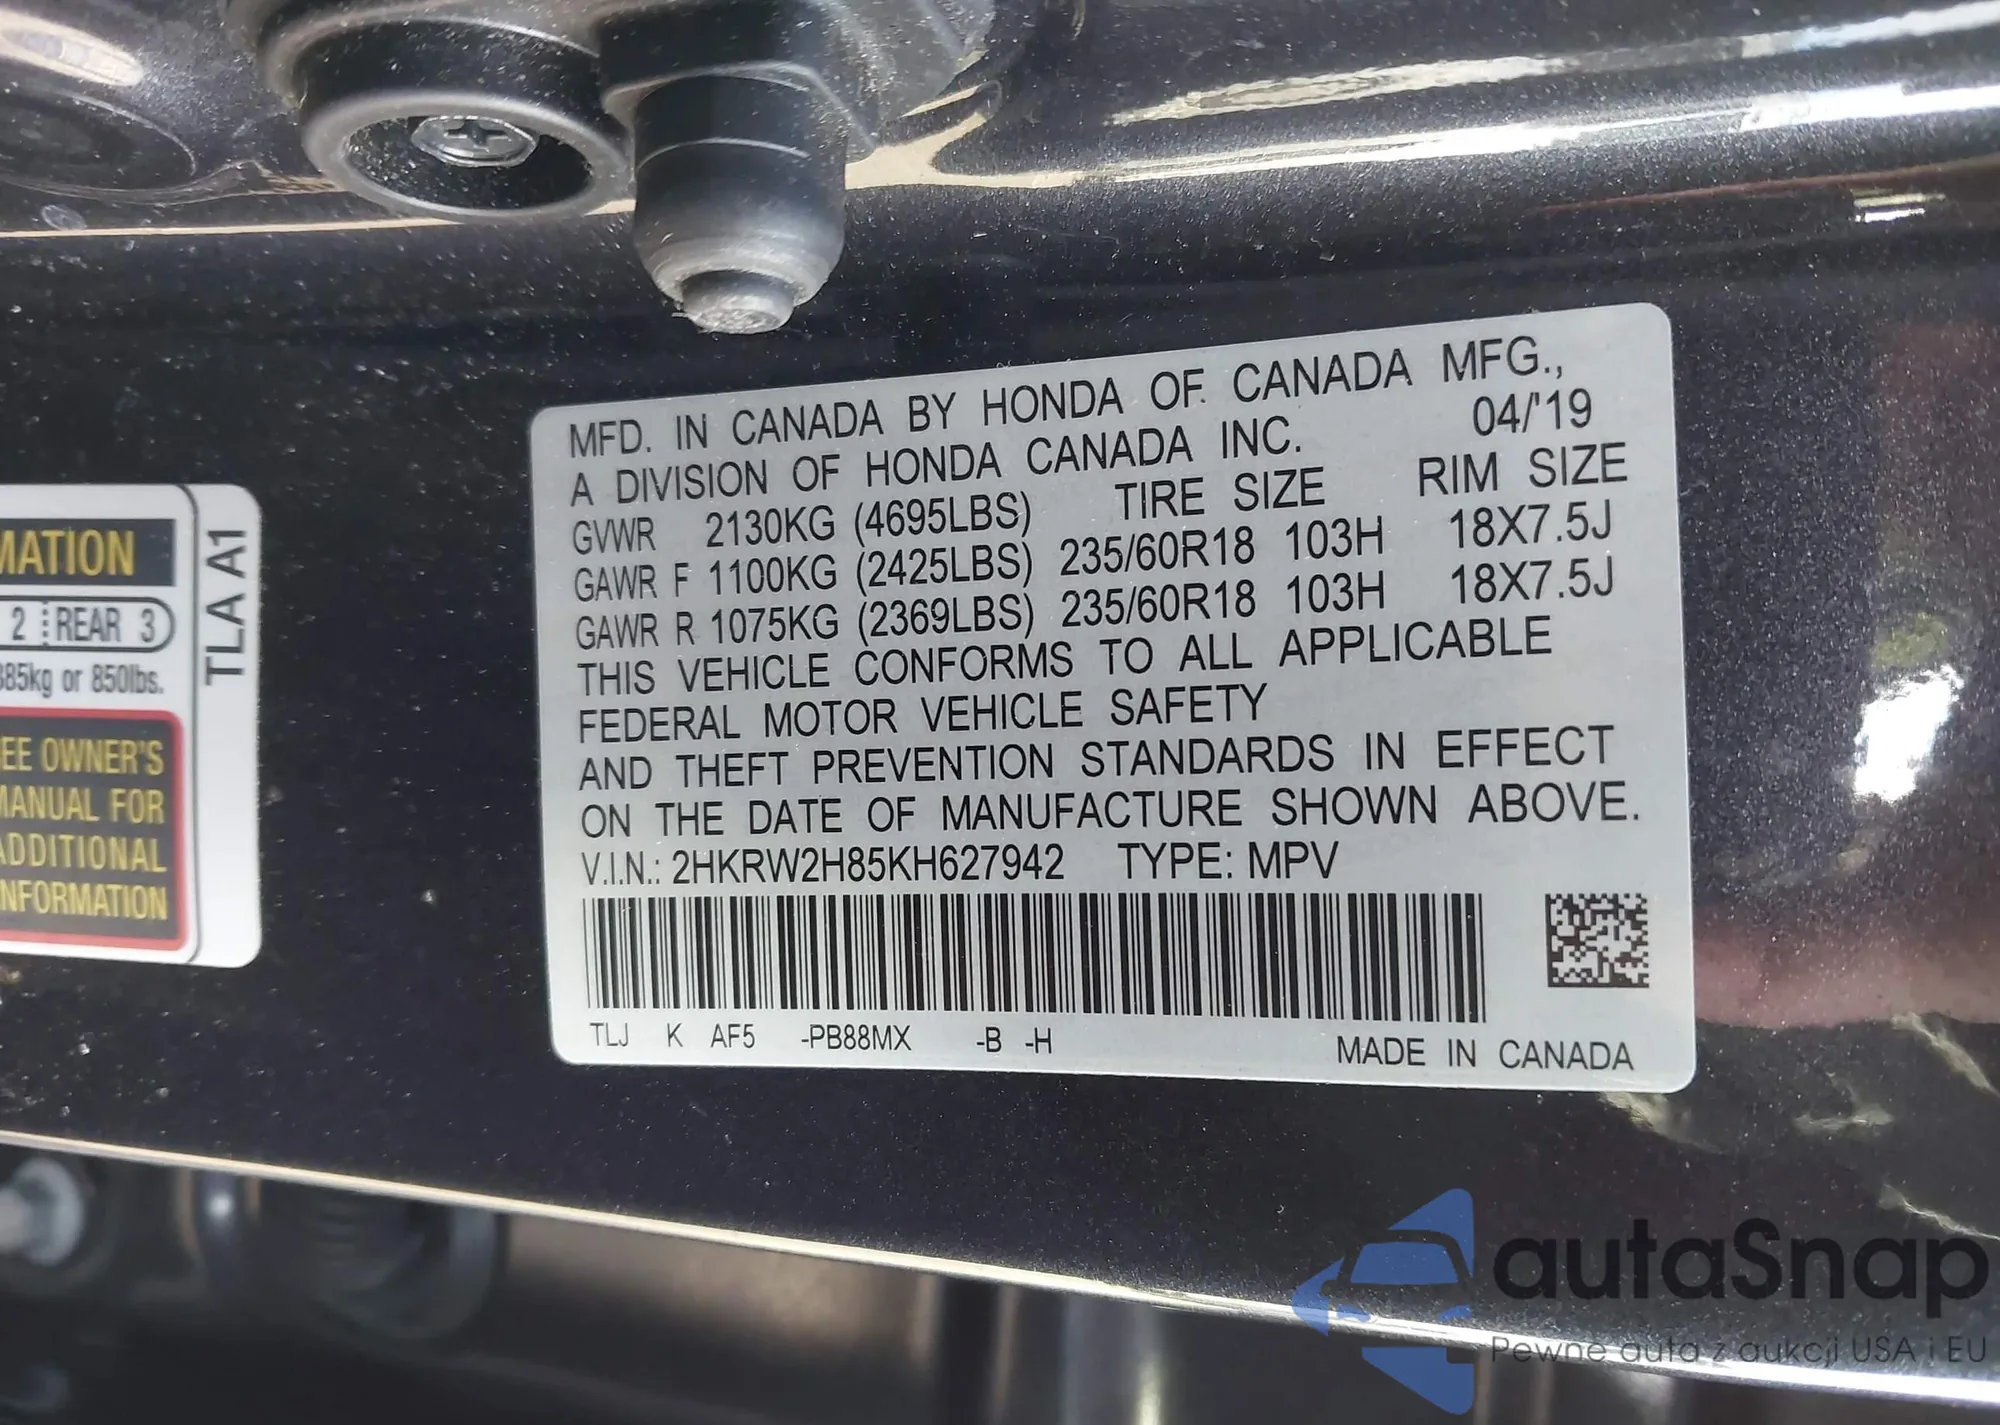 MFD. IN CANADA BY HONDA OF CANADA MFG.,
A DIVISION OF HONDA CANADA INC. 04/'19
GVWR 2130KG (4695LBS) TIRE SIZE RIM SIZE
GAWR F 1100KG (2425LBS) 235/60R18 103H 18X7.5J
GAWR R 1075KG (2369LBS) 235/60R18 103H 18X7.5J
THIS VEHICLE CONFORMS TO ALL APPLICABLE
FEDERAL MOTOR VEHICLE SAFETY
AND THEFT PREVENTION STANDARDS IN EFFECT
ON THE DATE OF MANUFACTURE SHOWN ABOVE.
V.I.N.: 2HKRW2H85KH627942 TYPE: MPV
TLJ K AF5 -PB88MX -B -H MADE IN CANADA
MATION
2 REAR 3
385kg or 850lbs.
EE OWNER'S
MANUAL FOR
ADDITIONAL
NFORMATION
TLA A1
autaSnap
Pewne auta z aukcji USA i EU